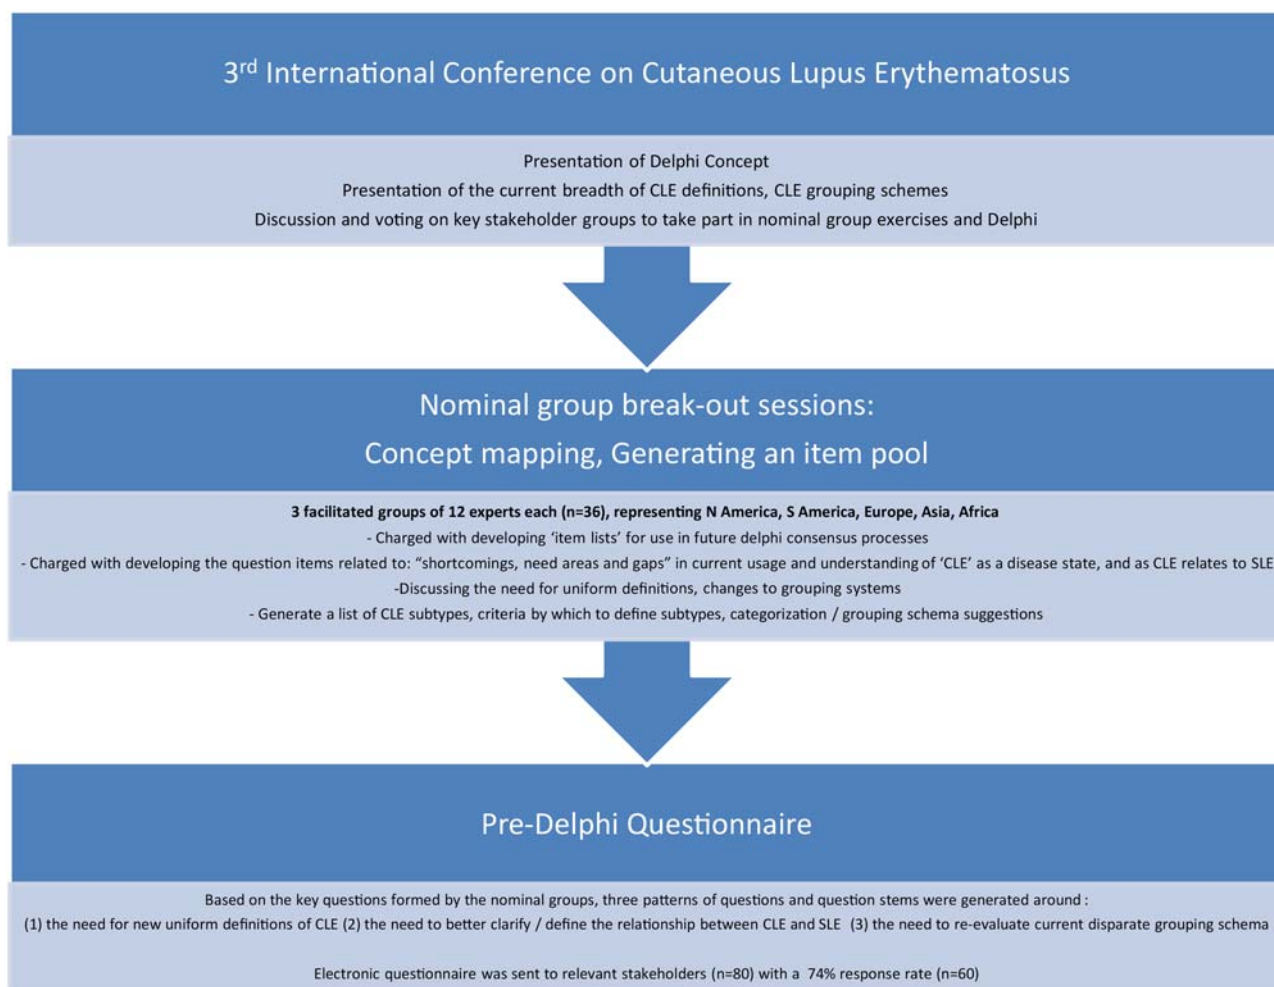 3rd International Conference on Cutaneous Lupus Erythematosus
Presentation of Delphi Concept
Presentation of the current breadth of CLE definitions, CLE grouping schemes
Discussion and voting on key stakeholder groups to take part in nominal group exercises and Delphi
Nominal group break-out sessions:
Concept mapping, Generating an item pool
3 facilitated groups of 12 experts each (n=36), representing N America, S America, Europe, Asia, Africa
- Charged with developing ‘item lists’ for use in future delphi consensus processes
- Charged with developing the question items related to: “shortcomings, need areas and gaps” in current usage and understanding of ‘CLE’ as a disease state, and as CLE relates to SLE
-Discussing the need for uniform definitions, changes to grouping systems
- Generate a list of CLE subtypes, criteria by which to define subtypes, categorization / grouping schema suggestions
Pre-Delphi Questionnaire
Based on the key questions formed by the nominal groups, three patterns of questions and question stems were generated around :
(1) the need for new uniform definitions of CLE (2) the need to better clarify / define the relationship between CLE and SLE (3) the need to re-evaluate current disparate grouping schema
Electronic questionnaire was sent to relevant stakeholders (n=80) with a 74% response rate (n=60)